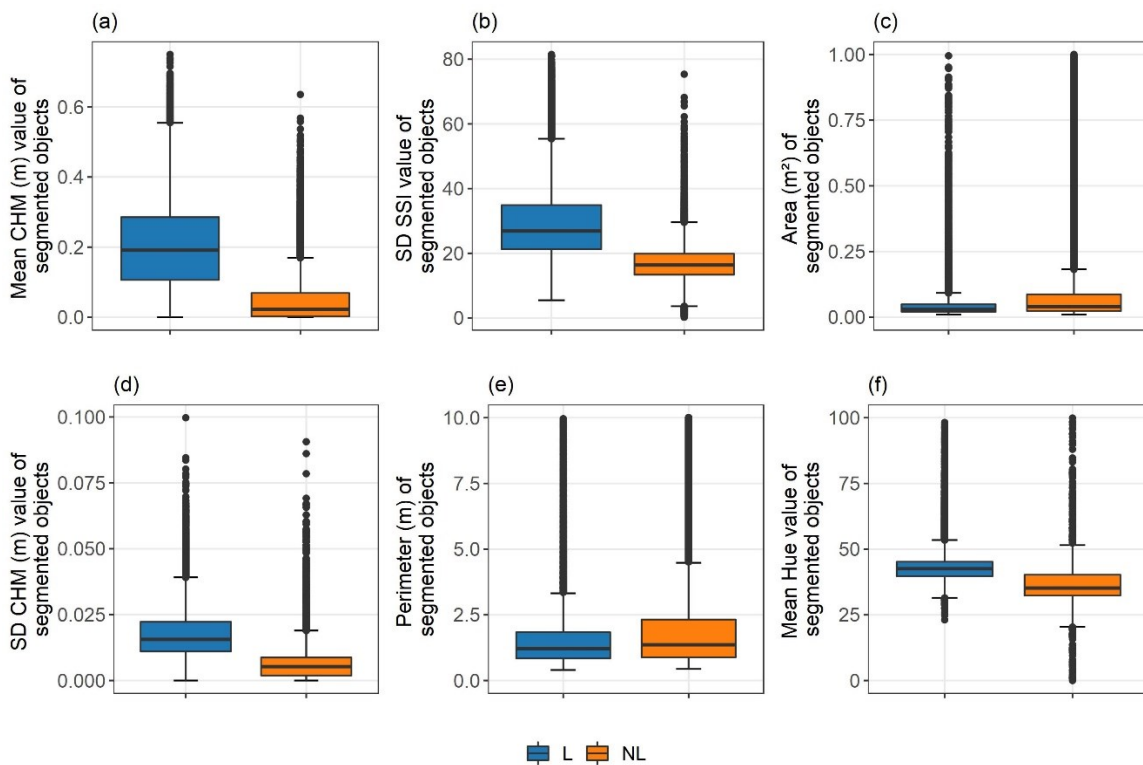 (a)
Mean CHM (m) value of
segmented objects
0.6
0.4
0.2
0.0
(b)
SD SSI value of
segmented objects
80
60
40
20
0
(c)
Area (m²) of
segmented objects
1.00
0.75
0.50
0.25
0.00
(d)
SD CHM (m) value of
segmented objects
0.100
0.075
0.050
0.025
0.000
(e)
Perimeter (m) of
segmented objects
10.0
7.5
5.0
2.5
0.0
(f)
Mean Hue value of
segmented objects
100
75
50
25
0
L NL